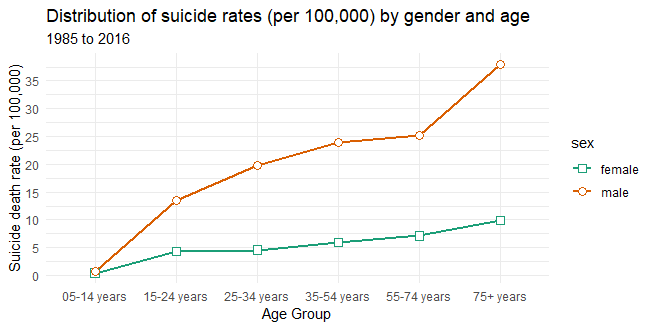 Distribution of suicide rates (per 100,000) by gender and age
1985 to 2016
Suicide death rate (per 100,000)
35
30
25
20
15
10
5
0
05-14 years 15-24 years 25-34 years 35-54 years 55-74 years 75+ years
Age Group
sex
female
male